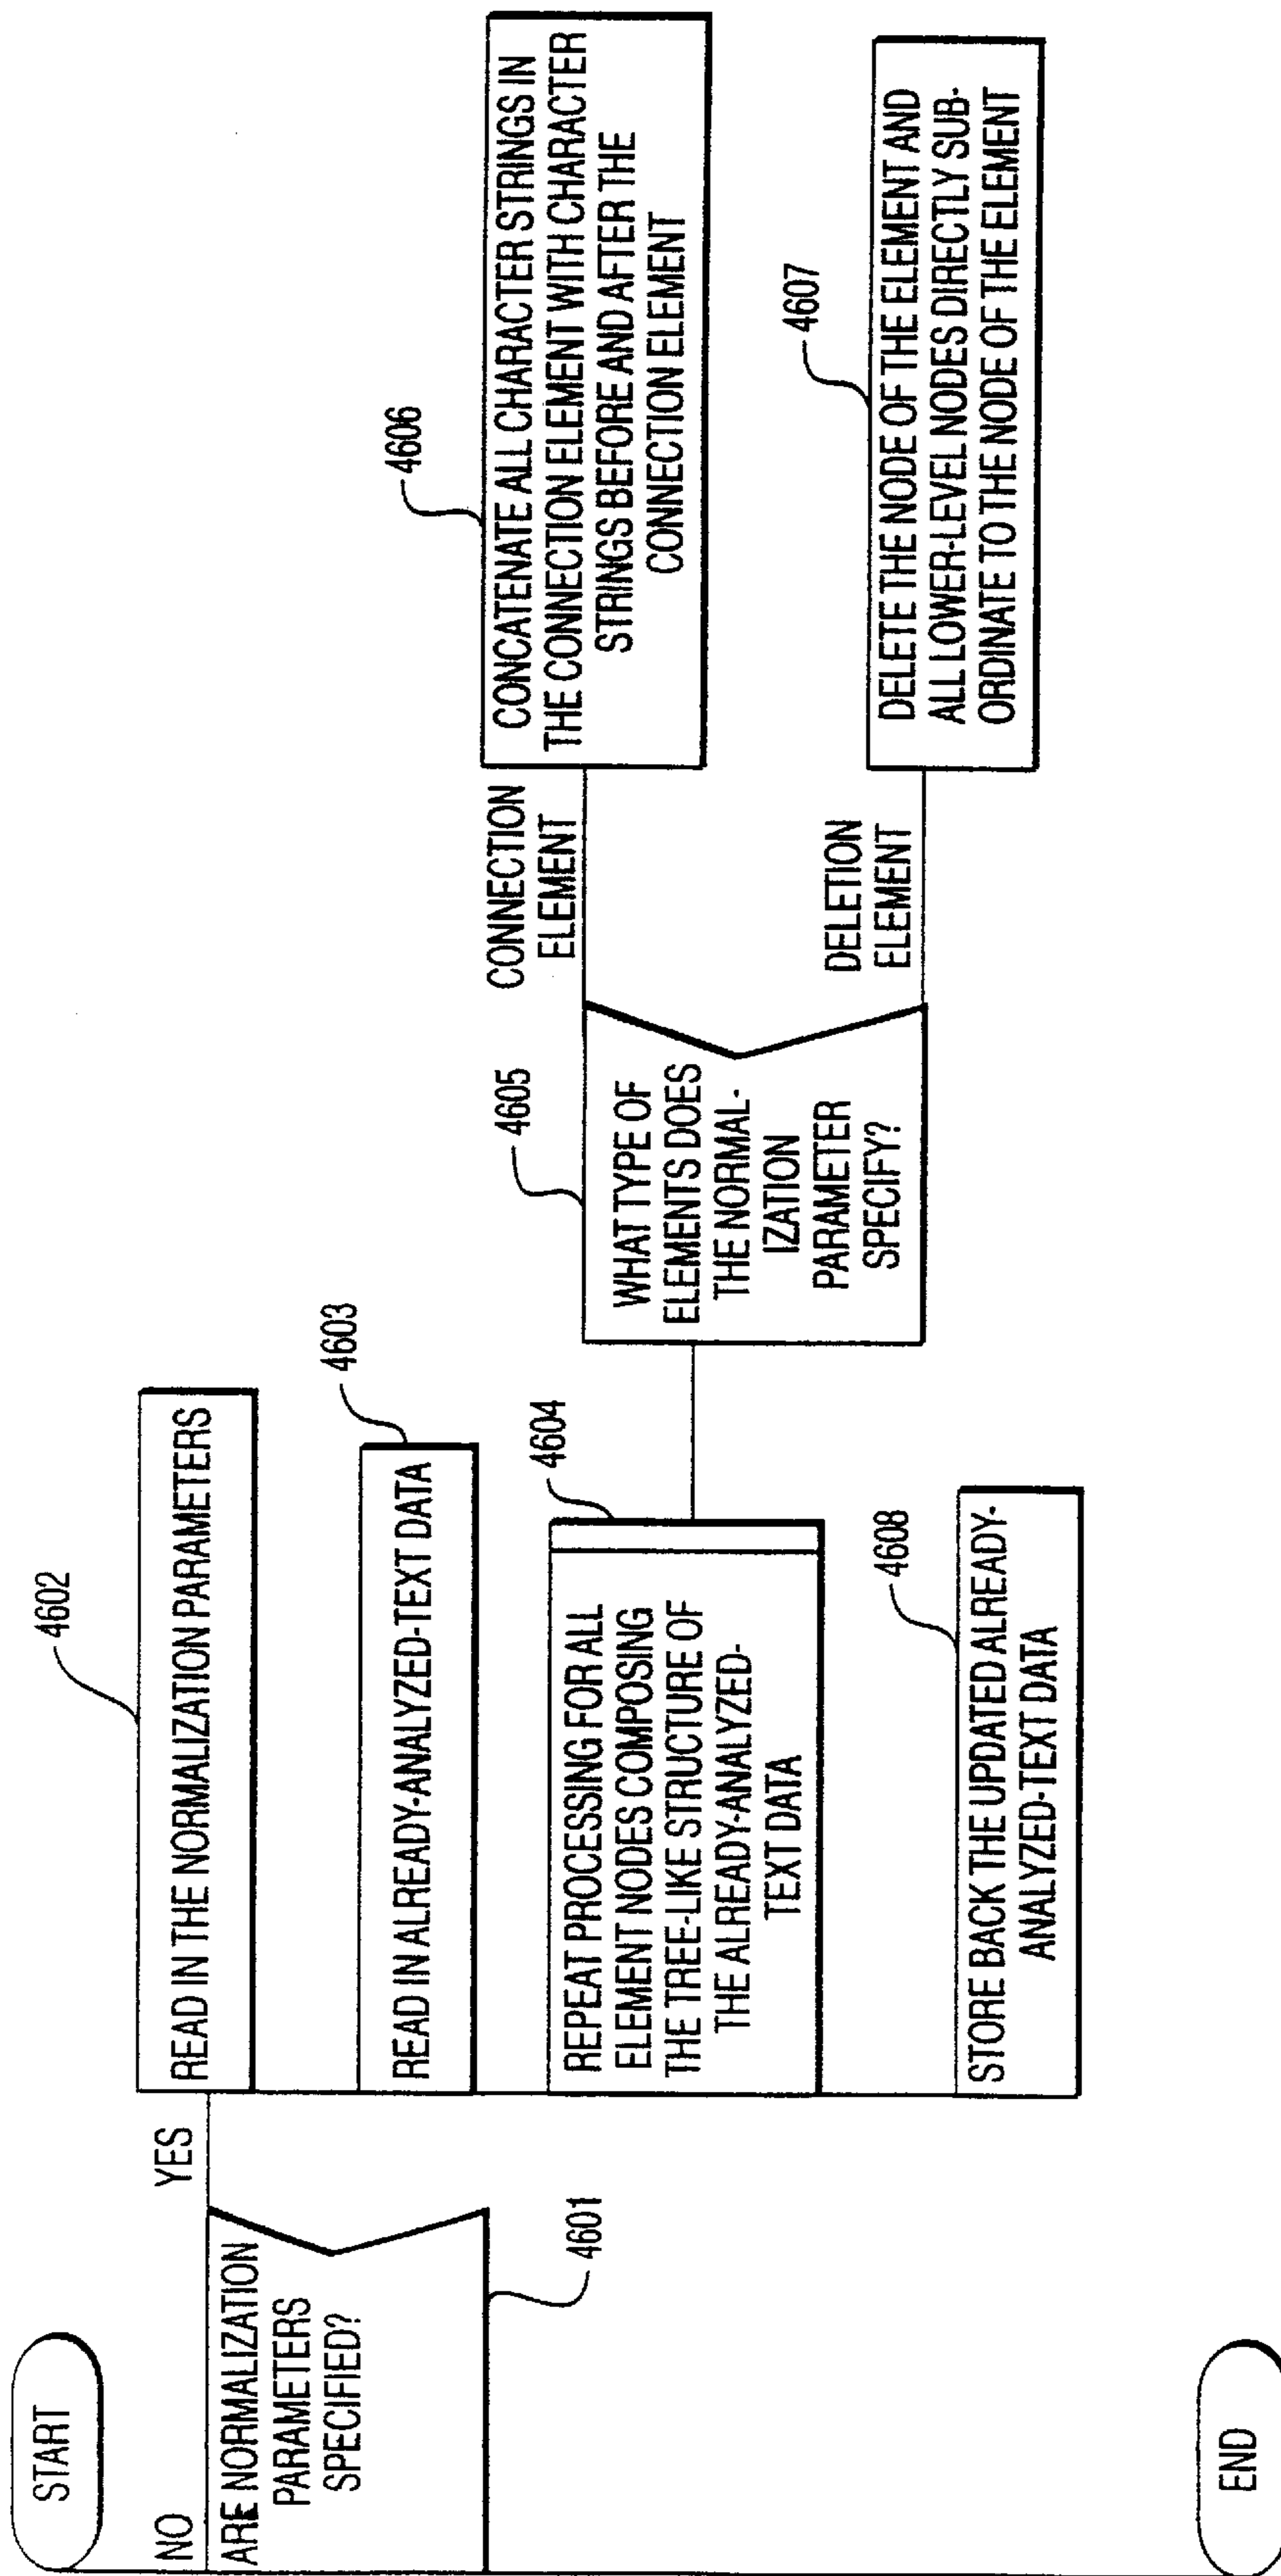 START
NO
YES
ARE NORMALIZATION
PARAMETERS
SPECIFIED?
4601
4602
READ IN THE NORMALIZATION PARAMETERS
4603
READ IN ALREADY-ANALYZED-TEXT DATA
4604
REPEAT PROCESSING FOR ALL
ELEMENT NODES COMPOSING
THE TREE-LIKE STRUCTURE OF
THE ALREADY-ANALYZED-
TEXT DATA
4605
WHAT TYPE OF
ELEMENTS DOES
THE NORMAL-
IZATION
PARAMETER
SPECIFY?
CONNECTION
ELEMENT
4606
CONCATENATE ALL CHARACTER STRINGS IN
THE CONNECTION ELEMENT WITH CHARACTER
STRINGS BEFORE AND AFTER THE
CONNECTION ELEMENT
DELETION
ELEMENT
4607
DELETE THE NODE OF THE ELEMENT AND
ALL LOWER-LEVEL NODES DIRECTLY SUB-
ORDINATE TO THE NODE OF THE ELEMENT
4608
STORE BACK THE UPDATED ALREADY-
ANALYZED-TEXT DATA
END